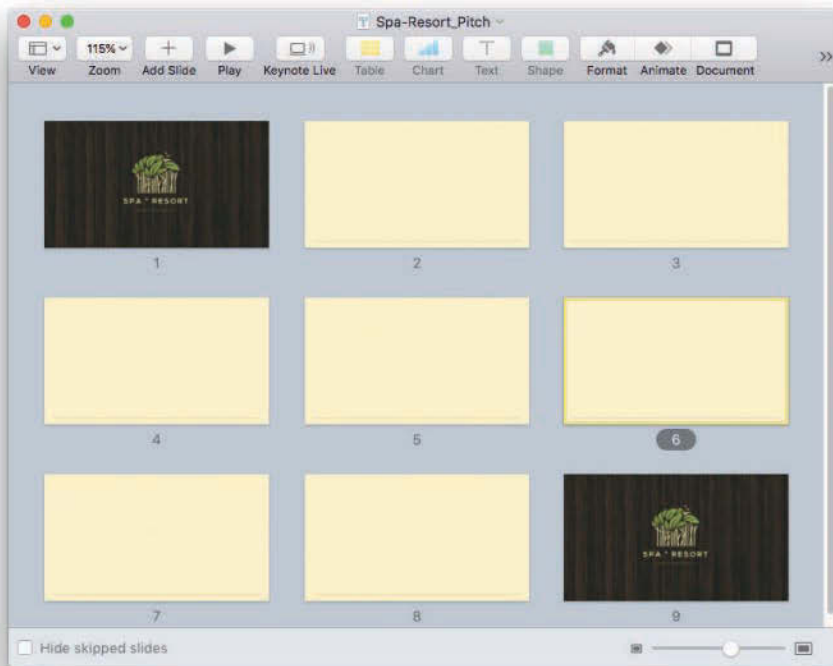 Spa-Resort_Pitch
115%
View Zoom Add Slide Play Keynote Live Table Chart Text Shape Format Animate Document
SPA * RESORT
1 2 3
4 5 6
SPA * RESORT
7 8 9
Hide skipped slides